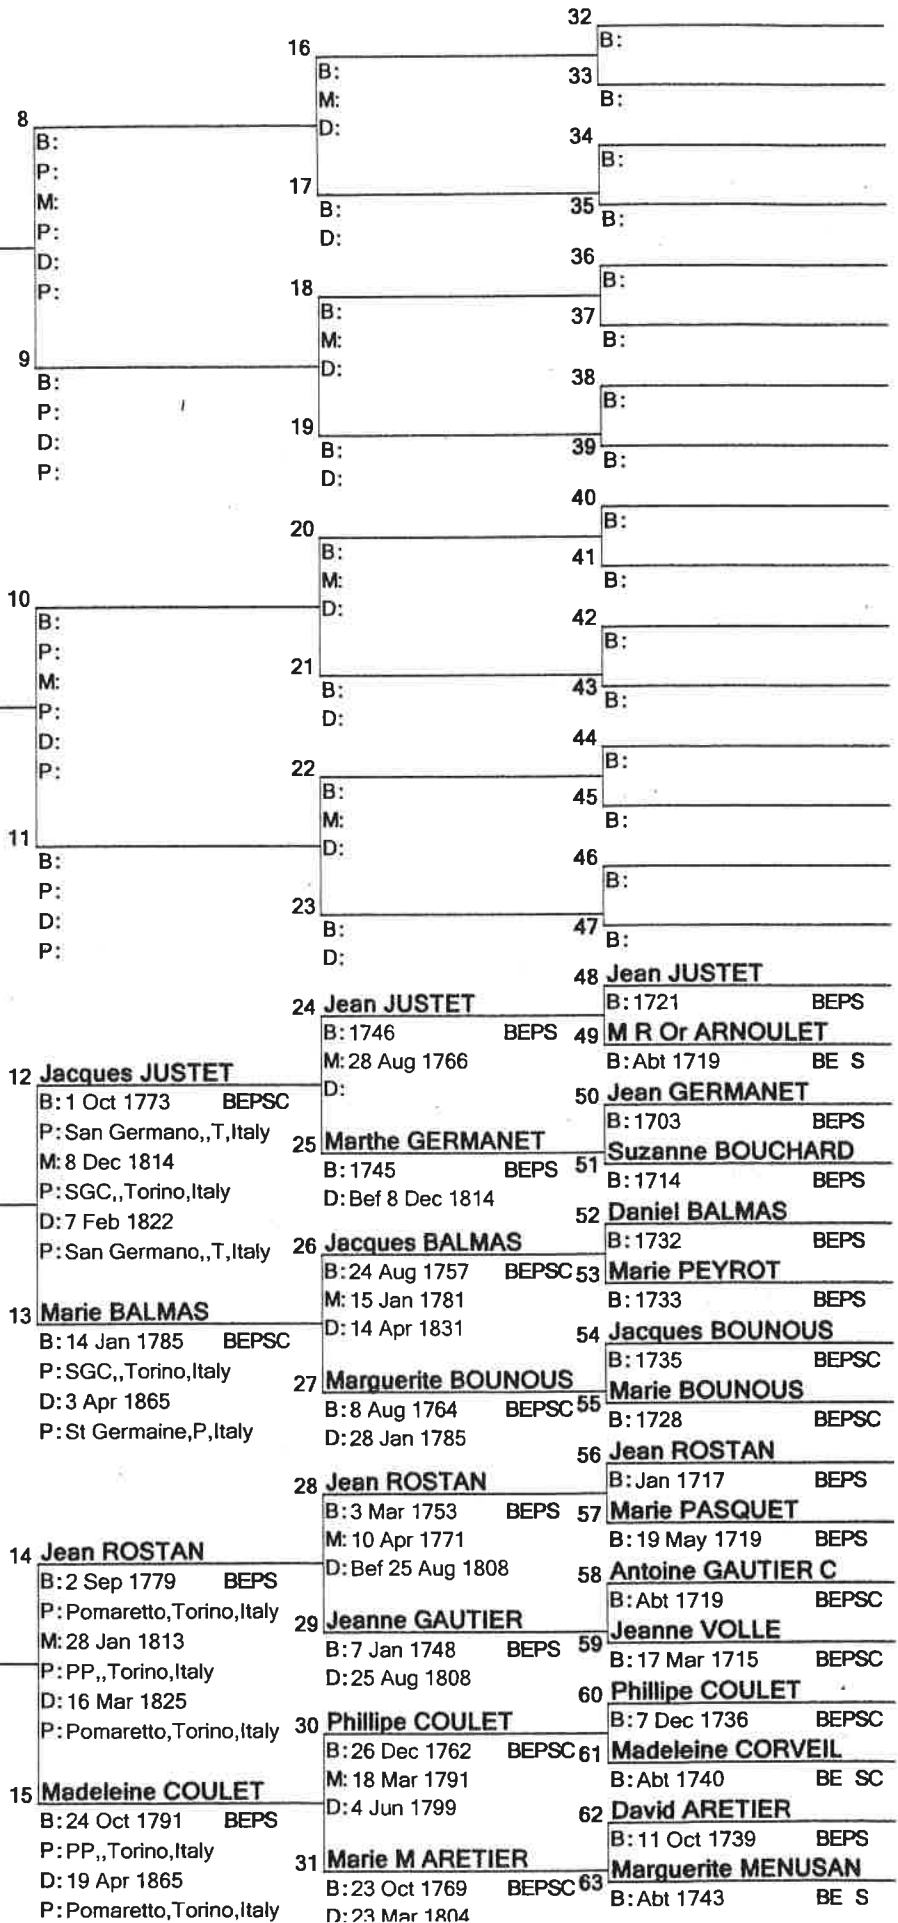 8
B:
P:
M:
P:
D:
P:
9
B:
P:
D:
P:
10
B:
P:
M:
P:
D:
P:
11
B:
P:
D:
P:
12 Jacques JUSTET
B: 1 Oct 1773 BEPSC
P: San Germano,,T,Italy
M: 8 Dec 1814
P: SGC,,Torino,Italy
D: 7 Feb 1822
P: San Germano,,T,Italy
13 Marie BALMAS
B: 14 Jan 1785 BEPSC
P: SGC,,Torino,Italy
D: 3 Apr 1865
P: St Germaine,P,Italy
14 Jean ROSTAN
B: 2 Sep 1779 BEPS
P: Pomaretto,Torino,Italy
M: 28 Jan 1813
P: PP,,Torino,Italy
D: 16 Mar 1825
P: Pomaretto,Torino,Italy
15 Madeleine COULET
B: 24 Oct 1791 BEPS
P: PP,,Torino,Italy
D: 19 Apr 1865
P: Pomaretto,Torino,Italy
16
B:
M:
D:
17
B:
D:
18
B:
M:
D:
19
B:
D:
20
B:
M:
D:
21
B:
D:
22
B:
M:
D:
23
B:
D:
24 Jean JUSTET
B: 1746 BEPS
M: 28 Aug 1766
D:
25 Marthe GERMANET
B: 1745 BEPS
D: Bef 8 Dec 1814
26 Jacques BALMAS
B: 24 Aug 1757 BEPSC
M: 15 Jan 1781
D: 14 Apr 1831
27 Marguerite BOUNOUS
B: 8 Aug 1764 BEPSC
D: 28 Jan 1785
28 Jean ROSTAN
B: 3 Mar 1753 BEPS
M: 10 Apr 1771
D: Bef 25 Aug 1808
29 Jeanne GAUTIER
B: 7 Jan 1748 BEPS
D: 25 Aug 1808
30 Phillipe COULET
B: 26 Dec 1762 BEPSC
M: 18 Mar 1791
D: 4 Jun 1799
31 Marie M ARETIER
B: 23 Oct 1769 BEPSC
D: 23 Mar 1804
32
B:
33
B:
34
B:
35
B:
36
B:
37
B:
38
B:
39
B:
40
B:
41
B:
42
B:
43
B:
44
B:
45
B:
46
B:
47
B:
48 Jean JUSTET
B: 1721 BEPS
49 M R Or ARNOULET
B: Abt 1719 BE S
50 Jean GERMANET
B: 1703 BEPS
51 Suzanne BOUCHARD
B: 1714 BEPS
52 Daniel BALMAS
B: 1732 BEPS
53 Marie PEYROT
B: 1733 BEPS
54 Jacques BOUNOUS
B: 1735 BEPSC
55 Marie BOUNOUS
B: 1728 BEPSC
56 Jean ROSTAN
B: Jan 1717 BEPS
57 Marie PASQUET
B: 19 May 1719 BEPS
58 Antoine GAUTIER C
B: Abt 1719 BEPSC
59 Jeanne VOLLE
B: 17 Mar 1715 BEPSC
60 Phillipe COULET
B: 7 Dec 1736 BEPSC
61 Madeleine CORVEIL
B: Abt 1740 BE SC
62 David ARETIER
B: 11 Oct 1739 BEPS
63 Marguerite MENUSAN
B: Abt 1743 BE S